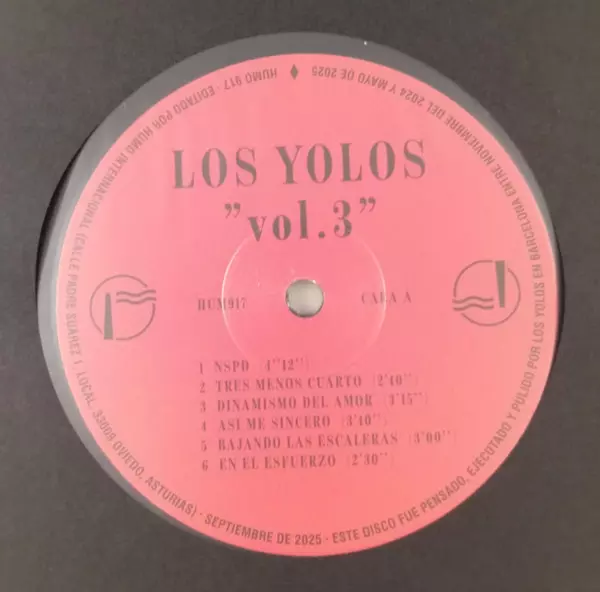 LOS YOLOS
"vol.3"
HUM917 CARA A
1 NSPD (4"12")
2 TRES MENOS CUARTO (2'40")
3 DINAMISMO DEL AMOR (3'15")
4 ASI ME SINCERO (3'40")
5 BAJANDO LAS ESCALERAS (3'00")
6 EN EL ESFUERZO (2'30")
HUMO 917 · EDITADO POR HUMO INTERNACIONAL (CALLE PADRE SUAREZ 1 LOCAL. 33009 OVIEDO, ASTURIAS) · SEPTIEMBRE DE 2025 · ESTE DISCO FUE PENSADO, EJECUTADO Y PULIDO POR LOS YOLOS EN BARCELONA ENTRE NOVIEMBRE DEL 2024 Y MAYO DE 2025